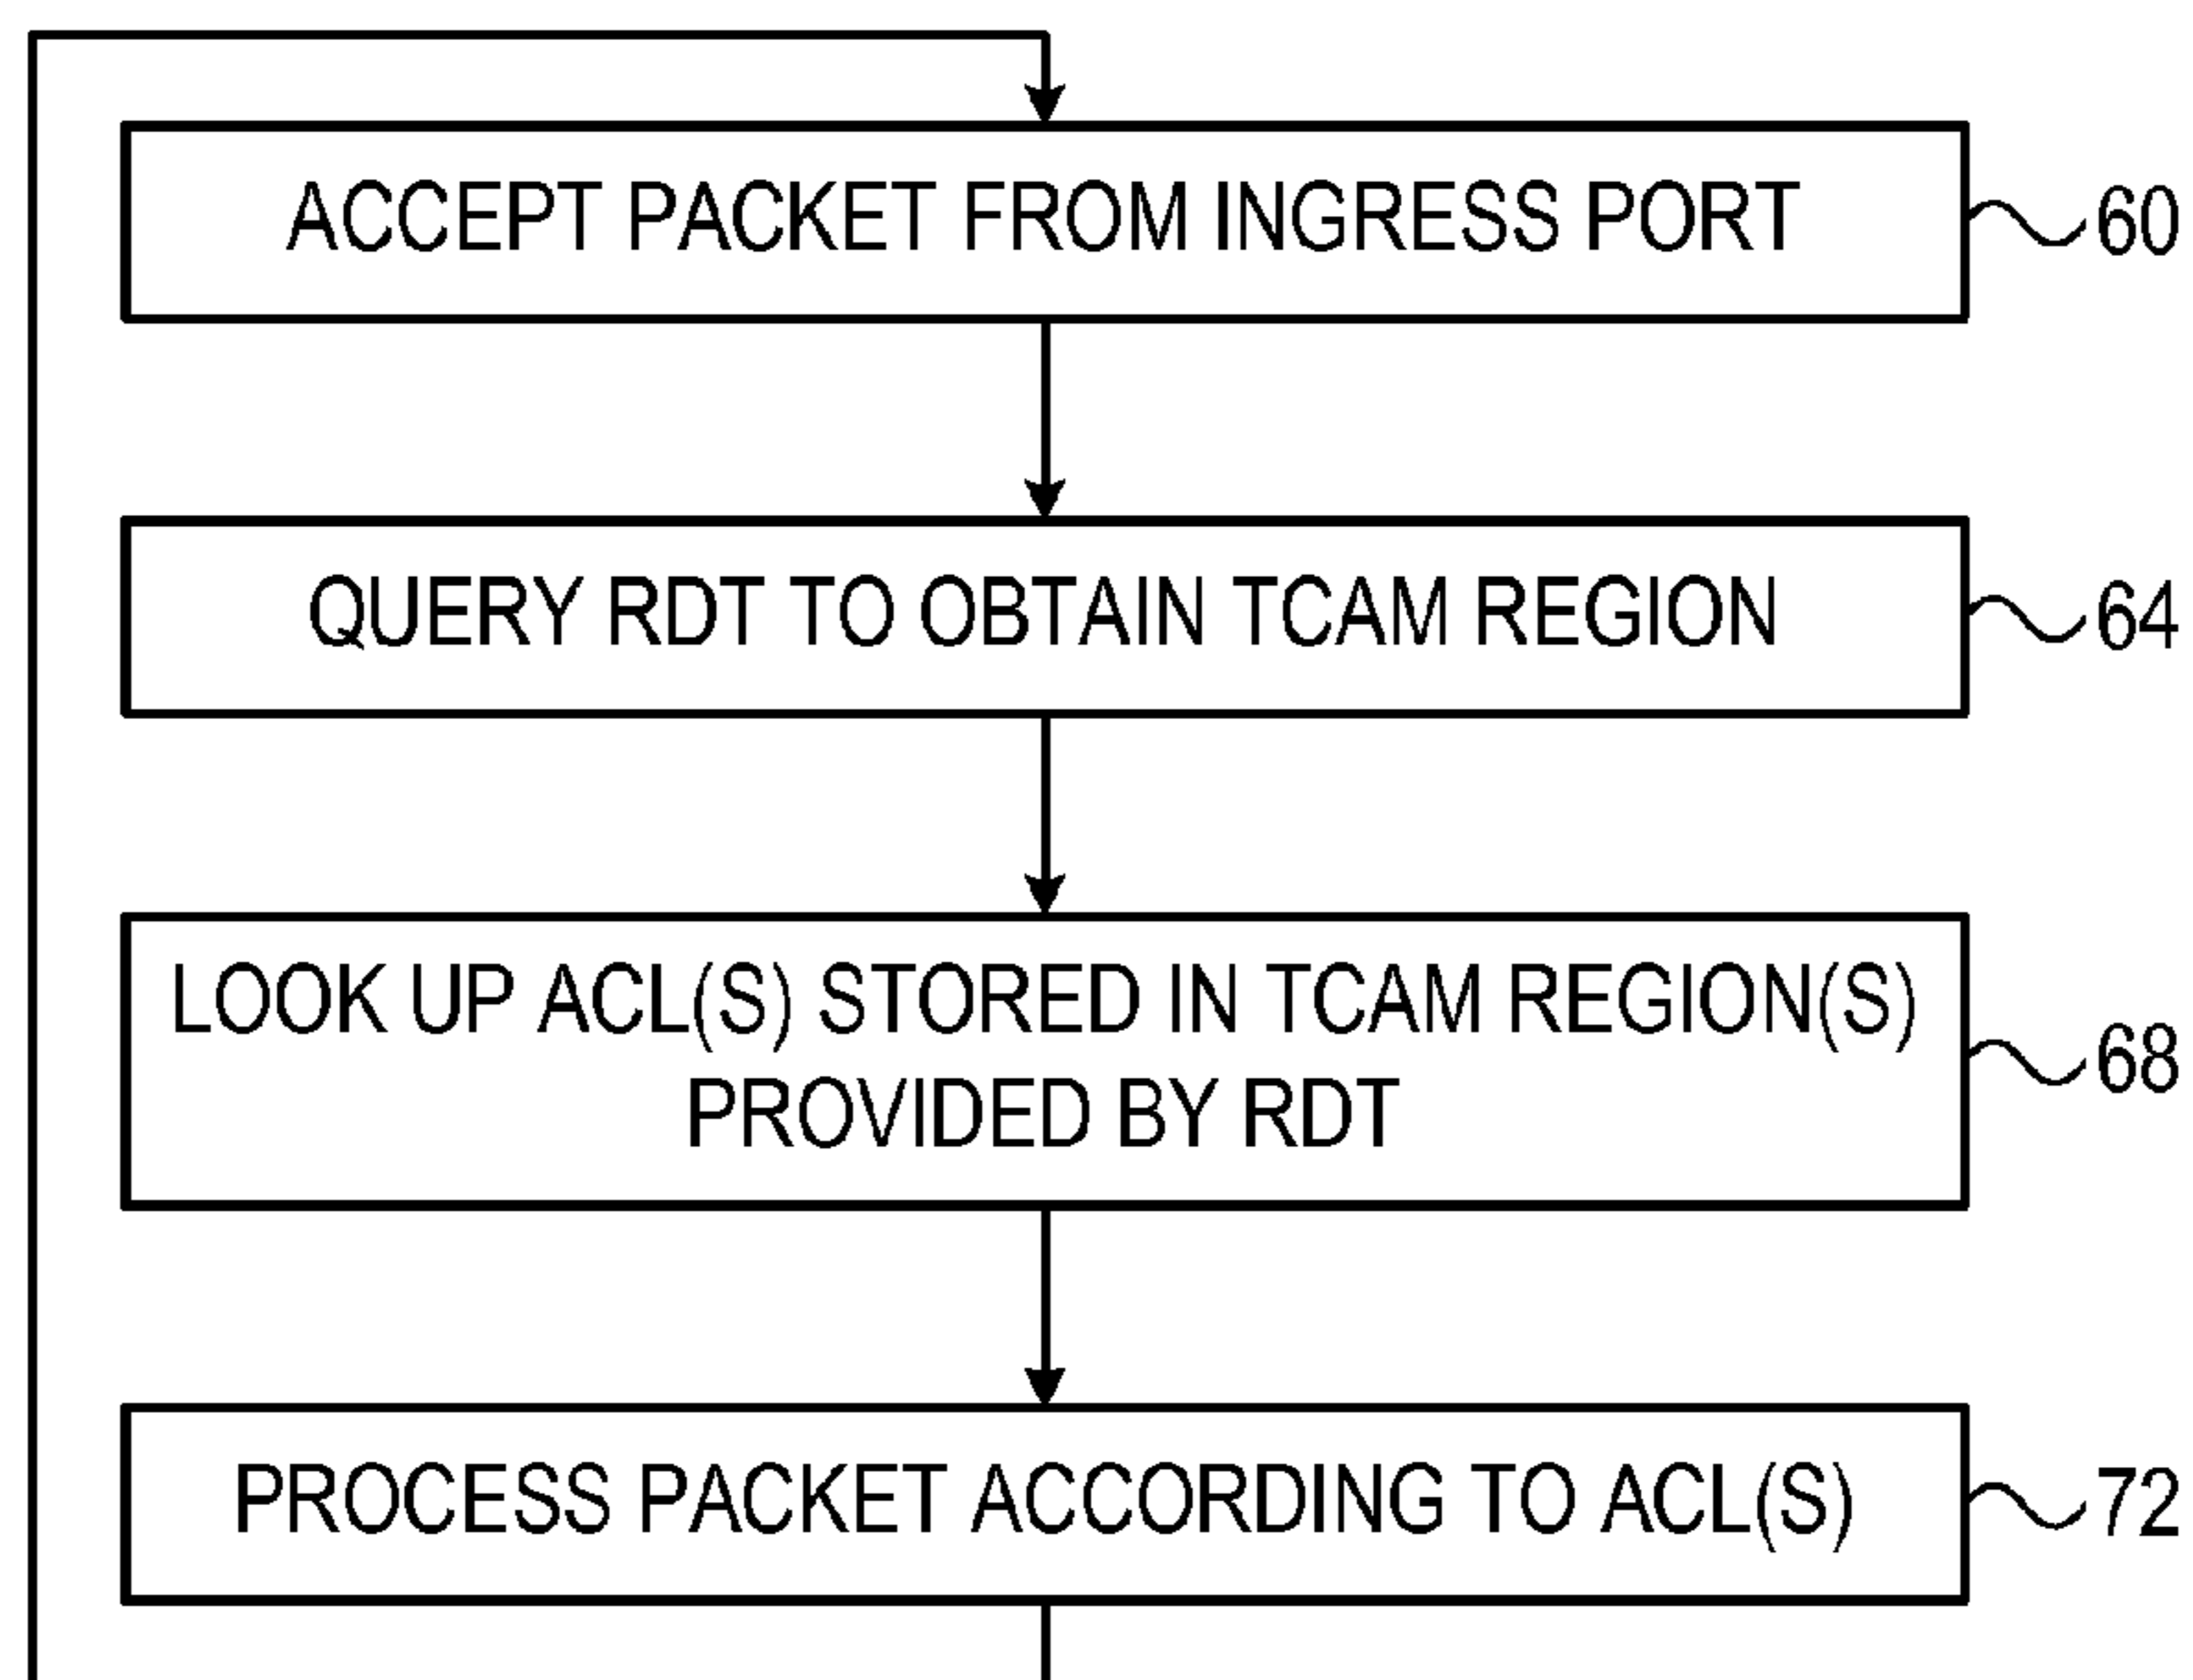 ACCEPT PACKET FROM INGRESS PORT
60
QUERY RDT TO OBTAIN TCAM REGION
64
LOOK UP ACL(S) STORED IN TCAM REGION(S)
PROVIDED BY RDT
68
PROCESS PACKET ACCORDING TO ACL(S)
72